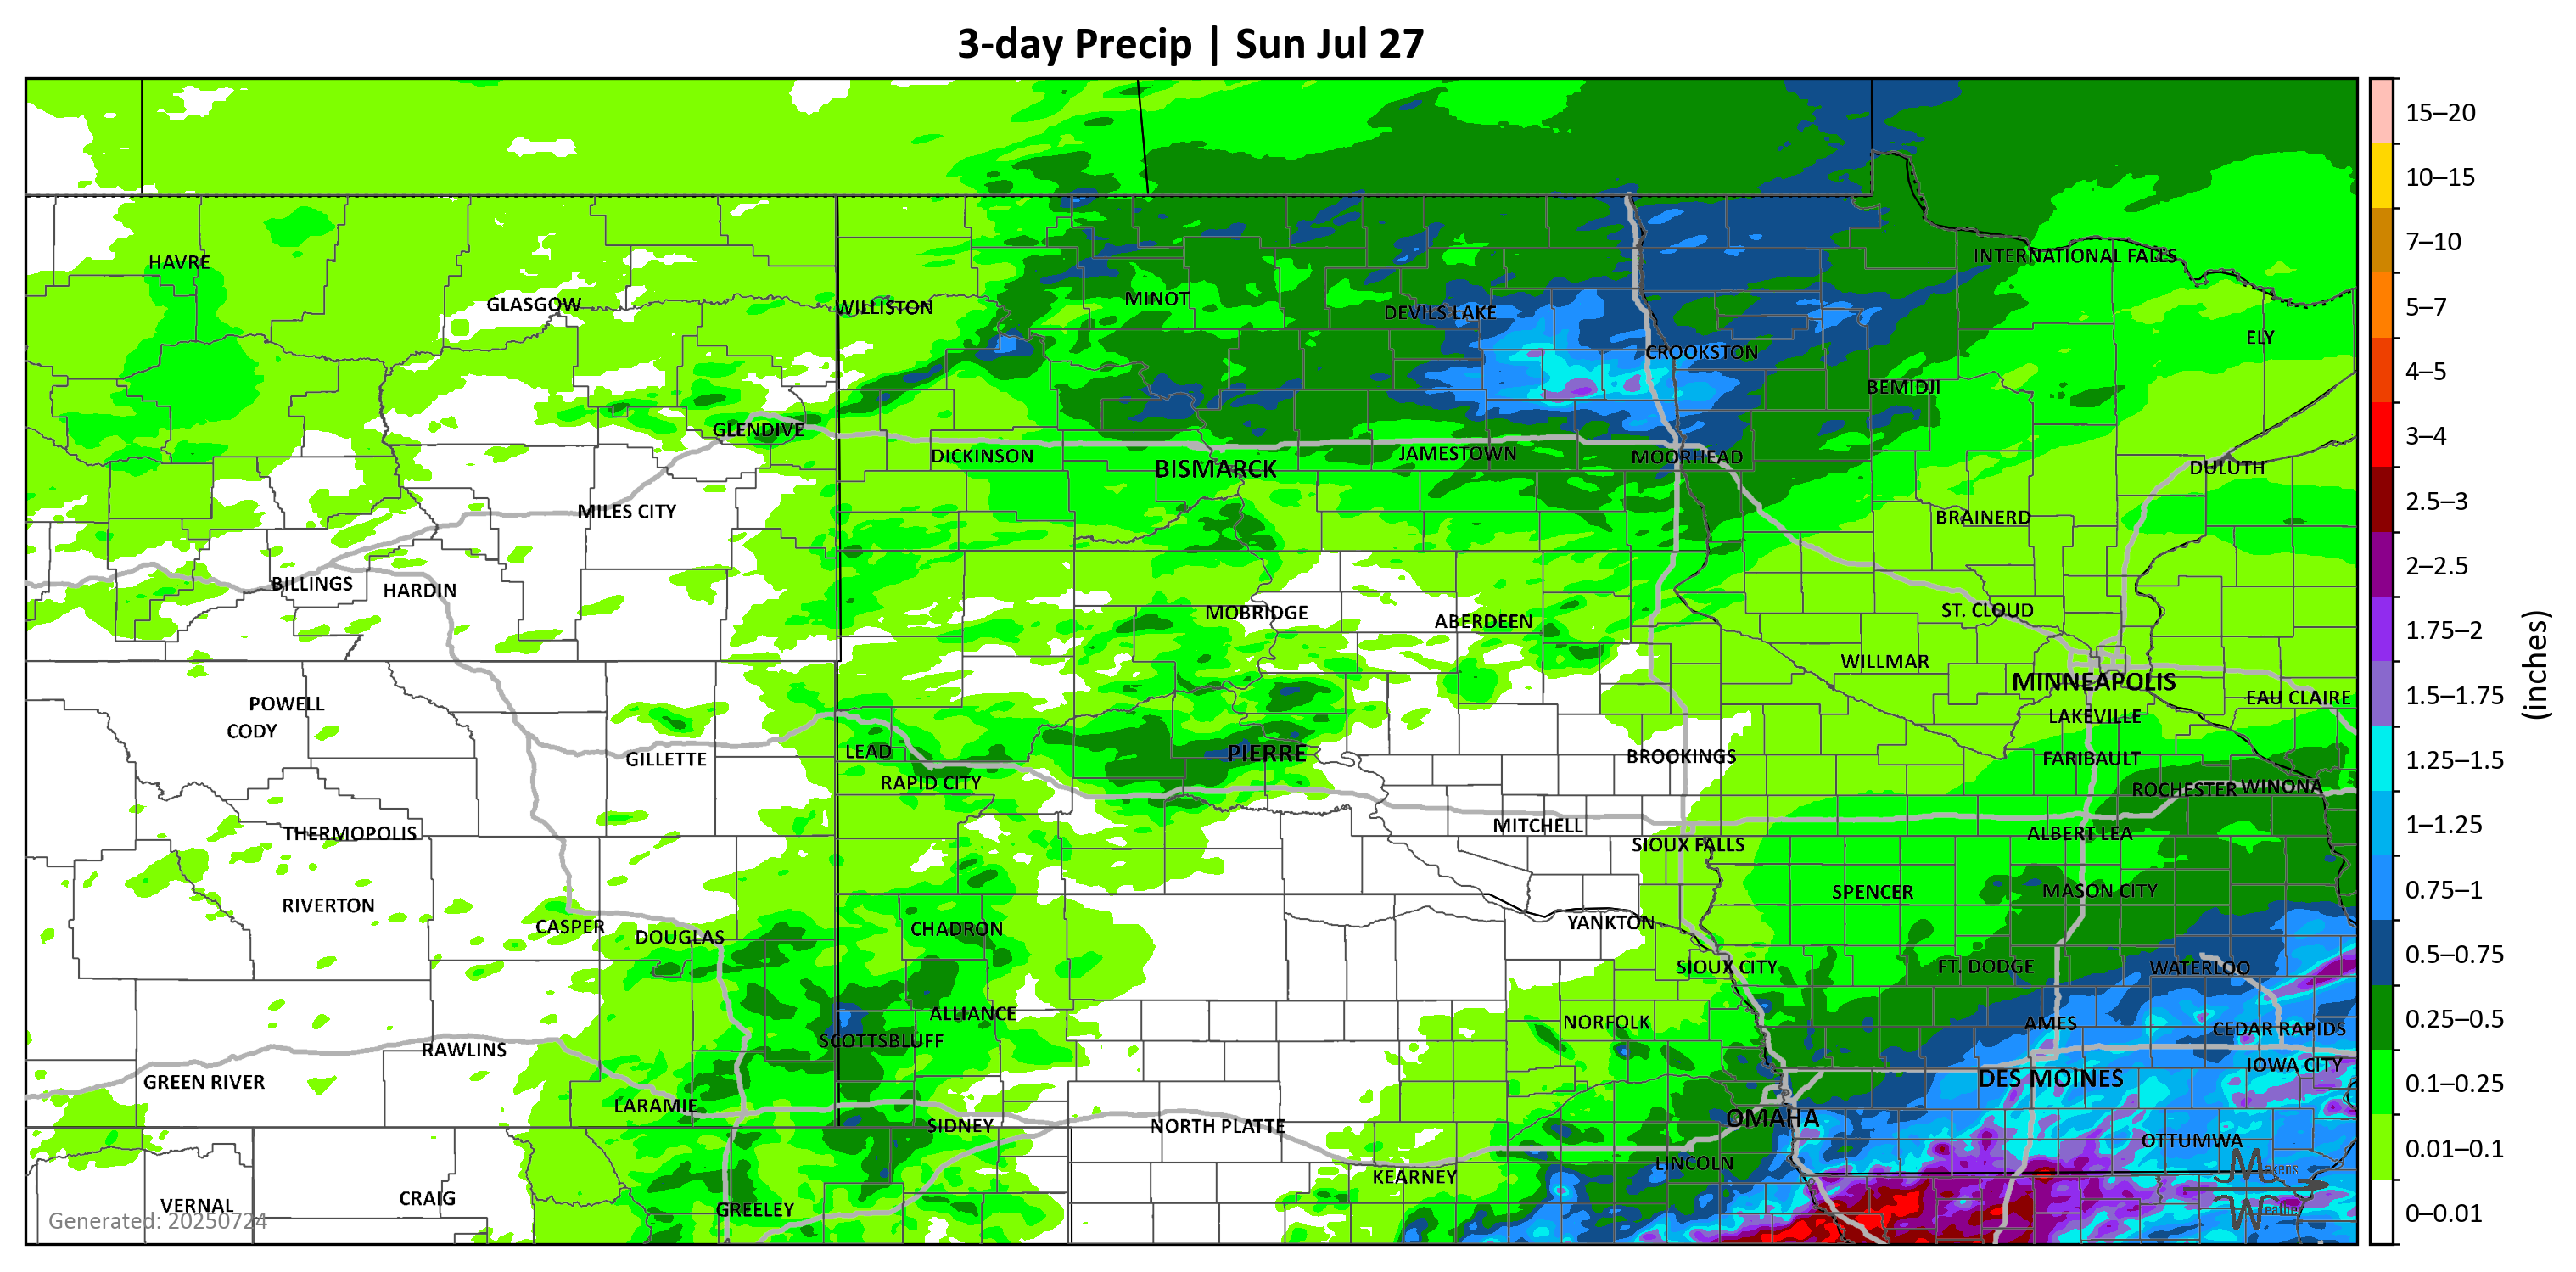 3-day Precip | Sun Jul 27
15–20
10–15
7–10
5–7
4–5
3–4
2.5–3
2–2.5
1.75–2
1.5–1.75
1.25–1.5
1–1.25
0.75–1
0.5–0.75
0.25–0.5
0.1–0.25
0.01–0.1
0–0.01
(inches)
HAVRE
INTERNATIONAL FALLS
GLASGOW
WILLISTON
MINOT
DEVILS LAKE
ELY
CROOKSTON
BEMIDJI
GLENDIVE
DICKINSON
BISMARCK
JAMESTOWN
MOORHEAD
DULUTH
MILES CITY
BRAINERD
BILLINGS
HARDIN
MOBRIDGE
ABERDEEN
ST. CLOUD
WILLMAR
MINNEAPOLIS
POWELL
EAU CLAIRE
CODY
LAKEVILLE
GILLETTE
LEAD
PIERRE
BROOKINGS
FARIBAULT
RAPID CITY
ROCHESTER
WINONA
THERMOPOLIS
MITCHELL
ALBERT LEA
SIOUX FALLS
RIVERTON
SPENCER
MASON CITY
CASPER
DOUGLAS
CHADRON
YANKTON
SIOUX CITY
FT. DODGE
WATERLOO
ALLIANCE
NORFOLK
AMES
CEDAR RAPIDS
SCOTTSBLUFF
RAWLINS
IOWA CITY
GREEN RIVER
DES MOINES
LARAMIE
SIDNEY
NORTH PLATTE
OMAHA
OTTUMWA
LINCOLN
KEARNEY
VERNAL
CRAIG
GREELEY
Generated: 20250724